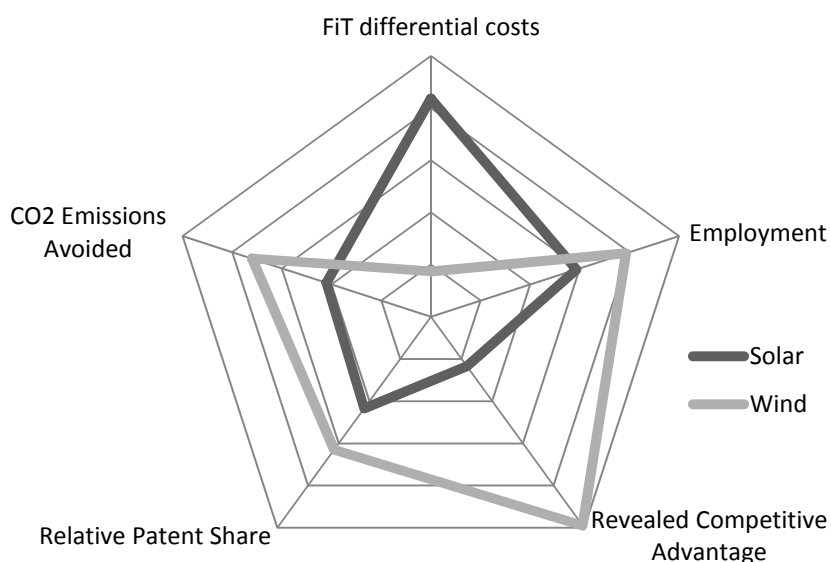 FiT differential costs
CO2 Emissions
Avoided
Employment
Solar
Wind
Relative Patent Share
Revealed Competitive
Advantage